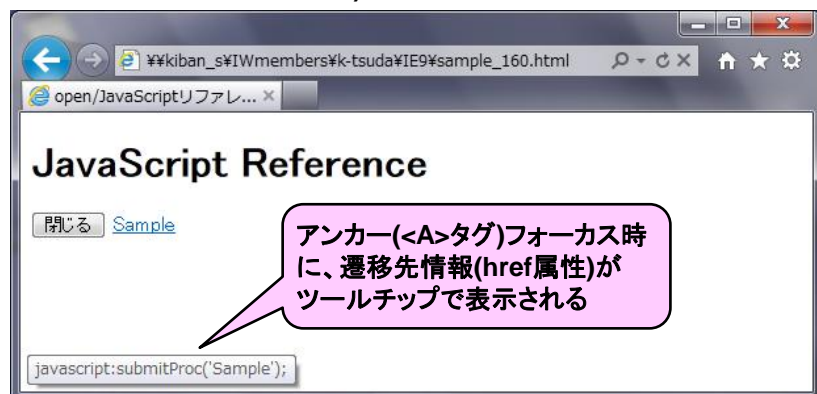 ¥¥kiban_s¥IWmembers¥k-tsuda¥IE9¥sample_160.html
open/JavaScriptリファレ...
JavaScript Reference
閉じる Sample
アンカー(<A>タグ)フォーカス時
に、遷移先情報(href属性)が
ツールチップで表示される
javascript:submitProc('Sample');